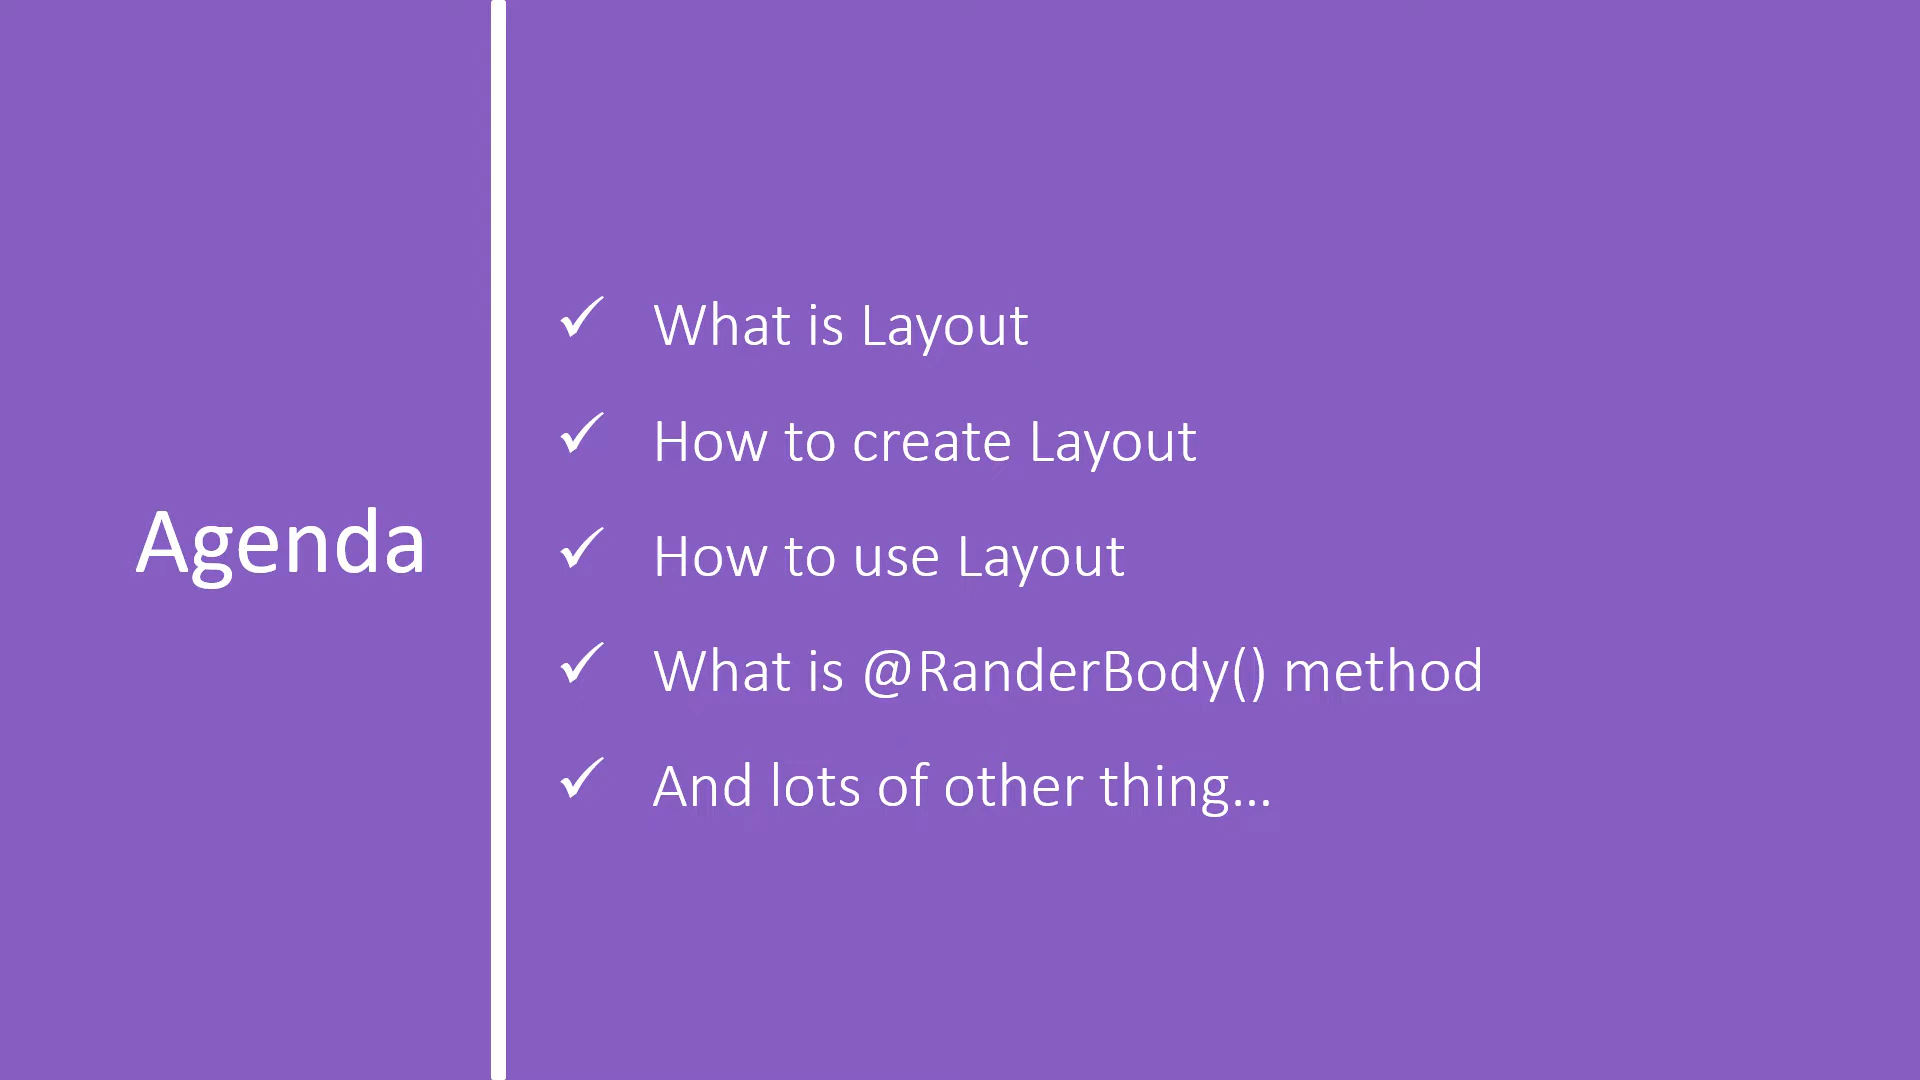 Agenda
What is Layout
How to create Layout
How to use Layout
What is @RanderBody() method
And lots of other thing...